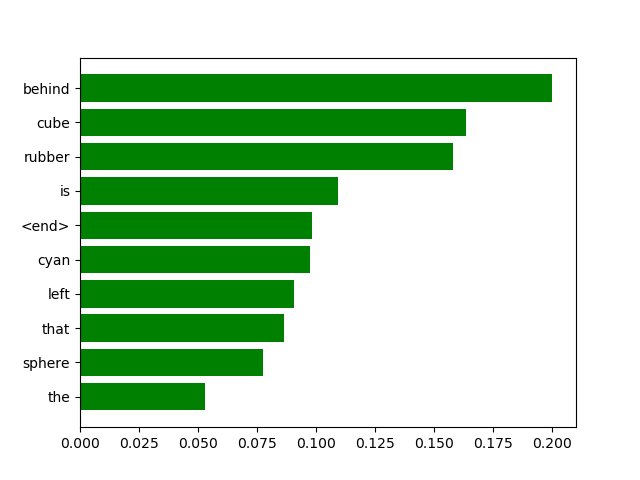 behind
cube
rubber
is
<end>
cyan
left
that
sphere
the
0.000 0.025 0.050 0.075 0.100 0.125 0.150 0.175 0.200